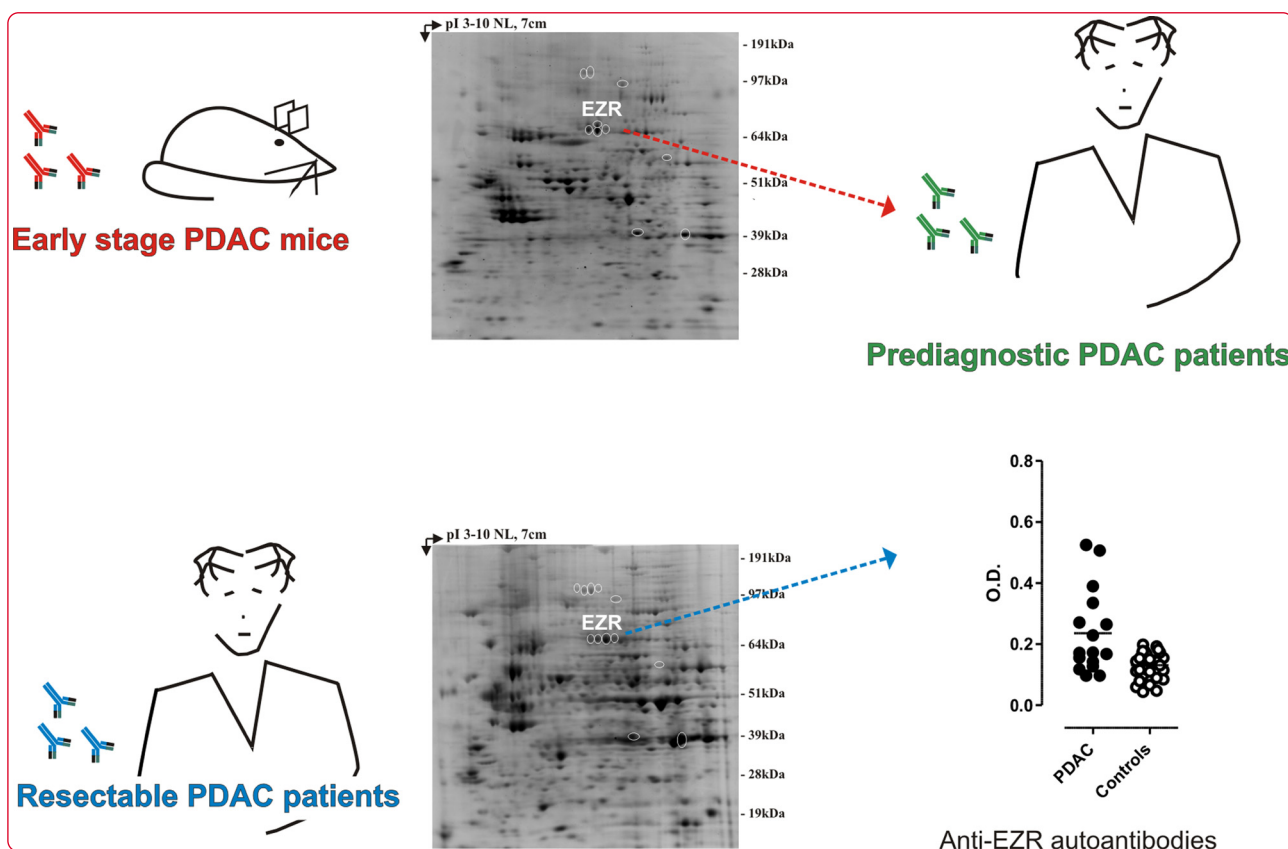 pI 3-10 NL, 7cm
- 191kDa
- 97kDa
EZR
- 64kDa
- 51kDa
- 39kDa
- 28kDa
Early stage PDAC mice
Prediagnostic PDAC patients
pI 3-10 NL, 7cm
- 191kDa
- 97kDa
EZR
- 64kDa
- 51kDa
- 39kDa
- 28kDa
- 19kDa
Resectable PDAC patients
0.8
0.6
0.4
0.2
0.0
O.D.
PDAC
Controls
Anti-EZR autoantibodies